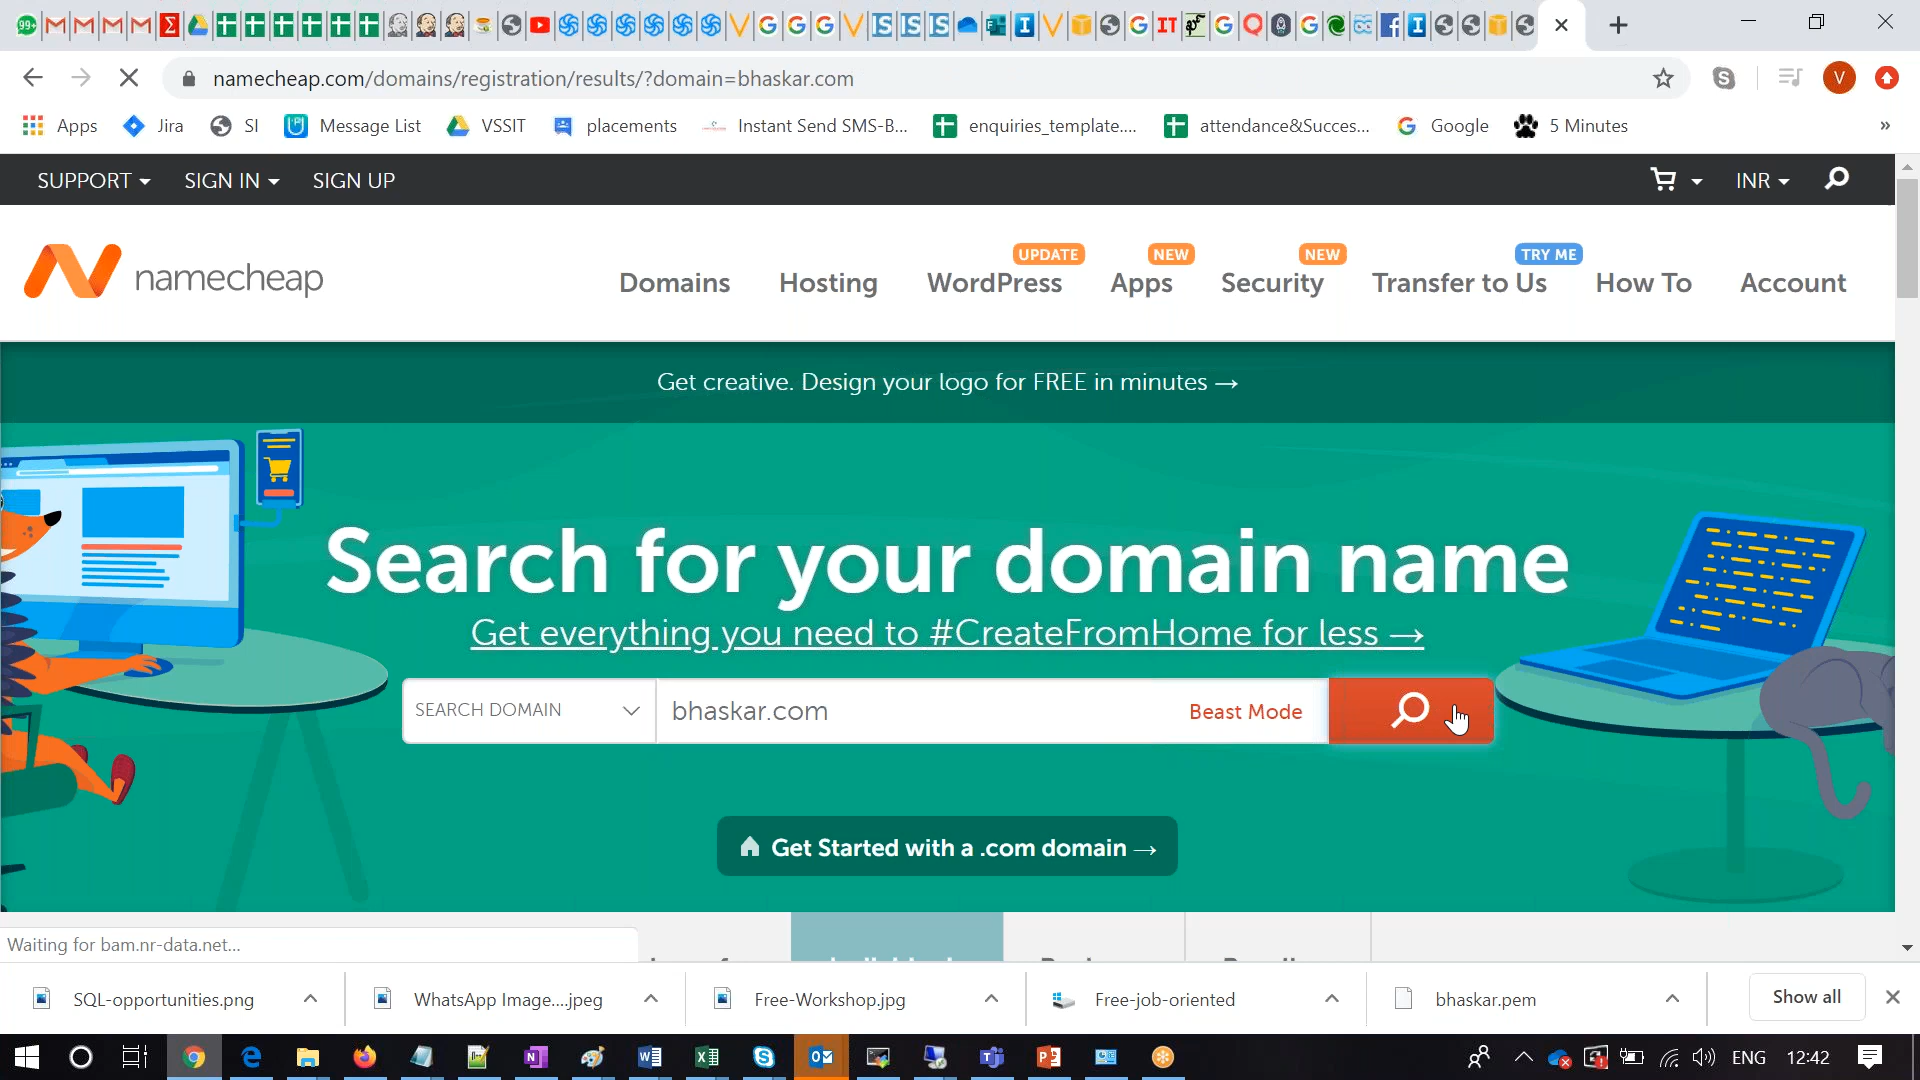 99+
namecheap.com/domains/registration/results/?domain=bhaskar.com
V
Apps
Jira
SI
Message List
VSSIT
placements
Instant Send SMS-B...
enquiries_template....
attendance&Succes...
Google
5 Minutes
»
SUPPORT
SIGN IN
SIGN UP
INR
namecheap
UPDATE
NEW
NEW
TRY ME
Domains
Hosting
WordPress
Apps
Security
Transfer to Us
How To
Account
Get creative. Design your logo for FREE in minutes →
Search for your domain name
Get everything you need to #CreateFromHome for less →
SEARCH DOMAIN
bhaskar.com
Beast Mode
Get Started with a .com domain →
Waiting for bam.nr-data.net...
SQL-opportunities.png
WhatsApp Image....jpeg
Free-Workshop.jpg
Free-job-oriented
bhaskar.pem
Show all
ENG
12:42